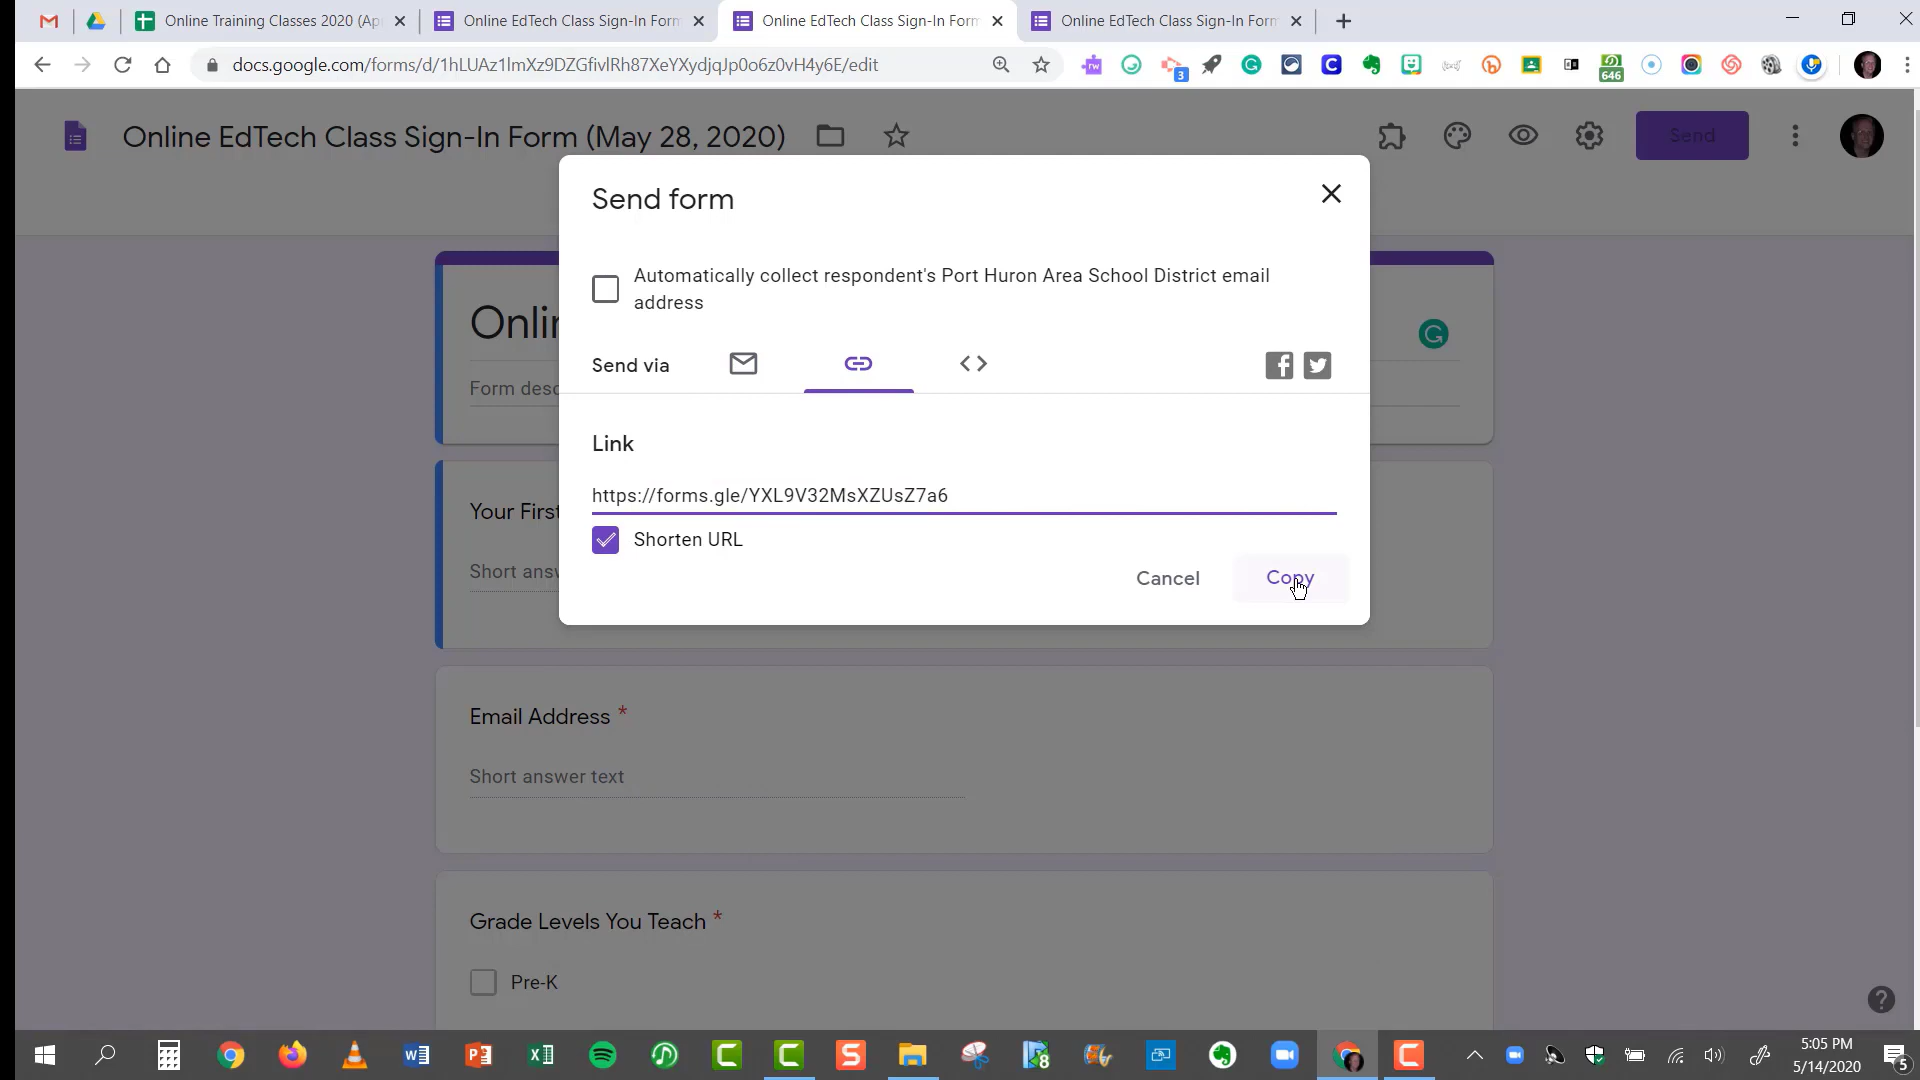 Online Training Classes 2020 (Ap
Online EdTech Class Sign-In Form
Online EdTech Class Sign-In Form
Online EdTech Class Sign-In Form
docs.google.com/forms/d/1hLUAz1lmXz9DZGfivlRh87XeYXydjqJp0o6z0vH4y6E/edit
3
646
Online EdTech Class Sign-In Form (May 28, 2020)
Send
Send form
Automatically collect respondent's Port Huron Area School District email
address
Onlin
Form desc
Send via
Link
https://forms.gle/YXL9V32MsXZUsZ7a6
Your First
Shorten URL
Short answ
Cancel
Copy
Email Address *
Short answer text
Grade Levels You Teach *
Pre-K
5:05 PM
5/14/2020
5